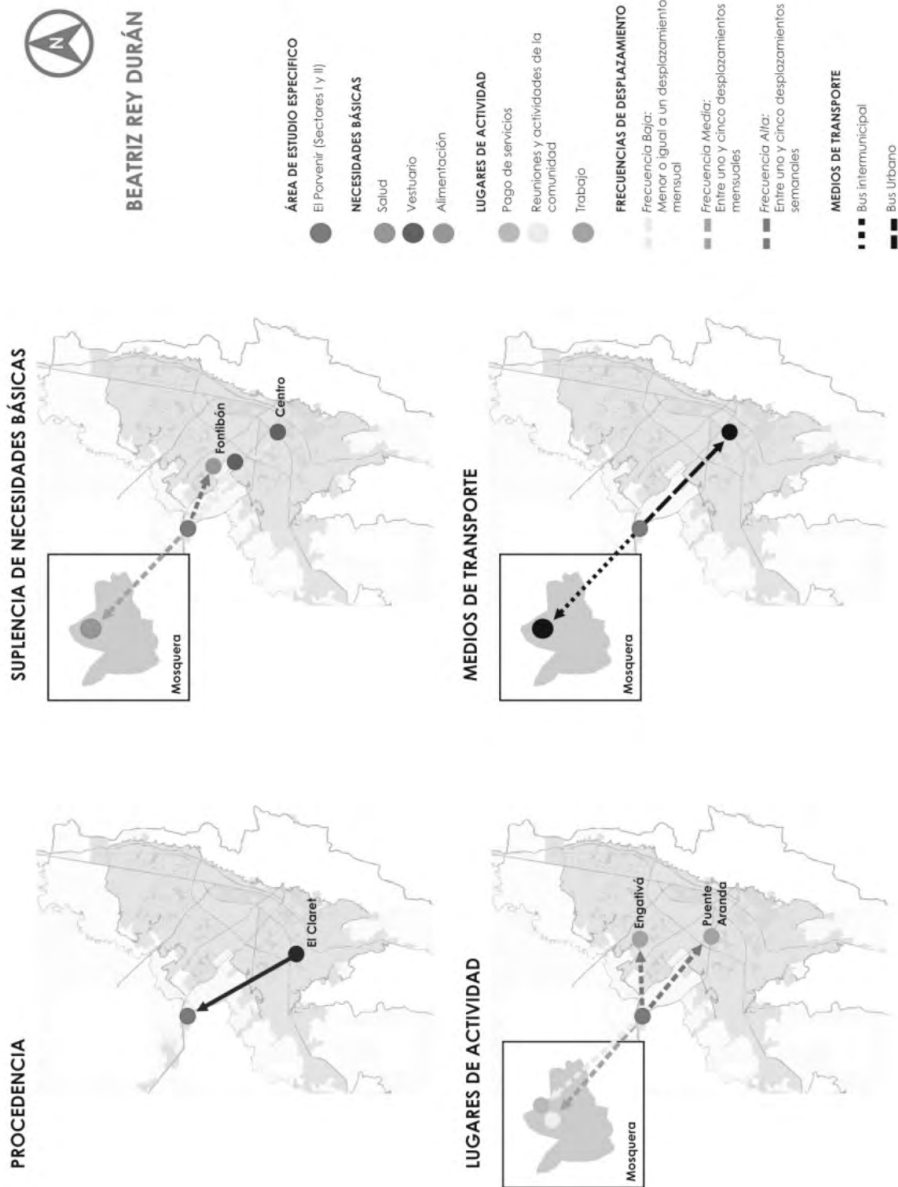 PROCEDENCIA
El Claret
SUPLENCIA DE NECESIDADES BÁSICAS
Mosquera
Fontibón
Centro
LUGARES DE ACTIVIDAD
Mosquera
Engativá
Puente
Aranda
MEDIOS DE TRANSPORTE
Mosquera
N
BEATRIZ REY DURÁN
ÁREA DE ESTUDIO ESPECIFICO
El Porvenir (Sectores I y II)
NECESIDADES BÁSICAS
Salud
Vestuario
Alimentación
LUGARES DE ACTIVIDAD
Pago de servicios
Reuniones y actividades de la
comunidad
Trabajo
FRECUENCIAS DE DESPLAZAMIENTO
Frecuencia Baja:
Menor o igual a un desplazamiento
mensual
Frecuencia Media:
Entre uno y cinco desplazamientos
mensuales
Frecuencia Alta:
Entre uno y cinco desplazamientos
semanales
MEDIOS DE TRANSPORTE
Bus intermunicipal
Bus Urbano